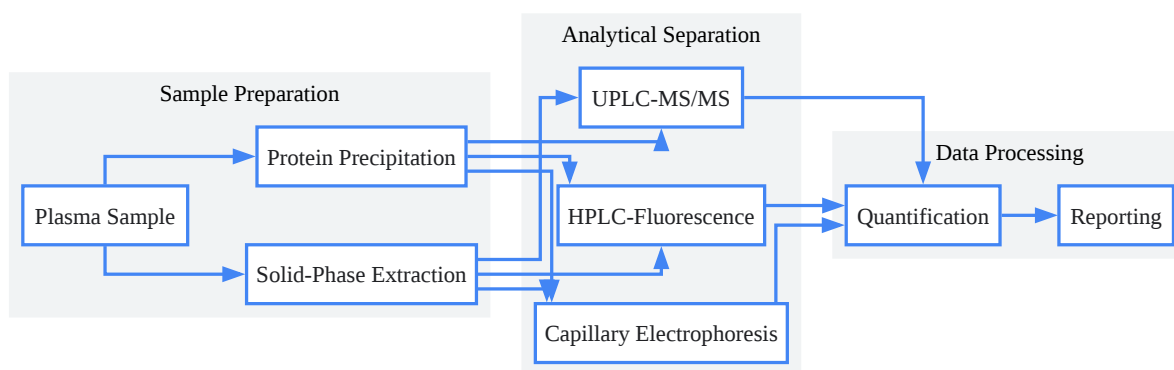 Analytical Separation
Sample Preparation
UPLC-MS/MS
Protein Precipitation
Data Processing
Plasma Sample
HPLC-Fluorescence
Quantification
Reporting
Solid-Phase Extraction
Capillary Electrophoresis